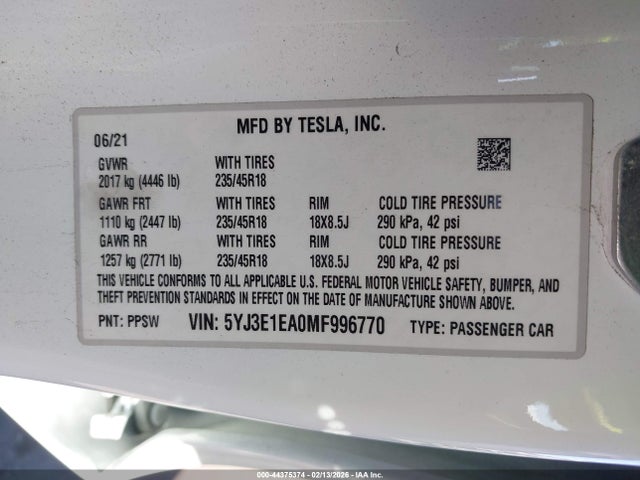 MFD BY TESLA, INC.
06/21
GVWR WITH TIRES
2017 kg (4446 lb) 235/45R18
GAWR FRT WITH TIRES RIM COLD TIRE PRESSURE
1110 kg (2447 lb) 235/45R18 18X8.5J 290 kPa, 42 psi
GAWR RR WITH TIRES RIM COLD TIRE PRESSURE
1257 kg (2771 lb) 235/45R18 18X8.5J 290 kPa, 42 psi
THIS VEHICLE CONFORMS TO ALL APPLICABLE U.S. FEDERAL MOTOR VEHICLE SAFETY, BUMPER, AND
THEFT PREVENTION STANDARDS IN EFFECT ON THE DATE OF MANUFACTURE SHOWN ABOVE.
PNT: PPSW VIN: 5YJ3E1EA0MF996770 TYPE: PASSENGER CAR
000-44375374 - 02/13/2026 - IAA Inc.